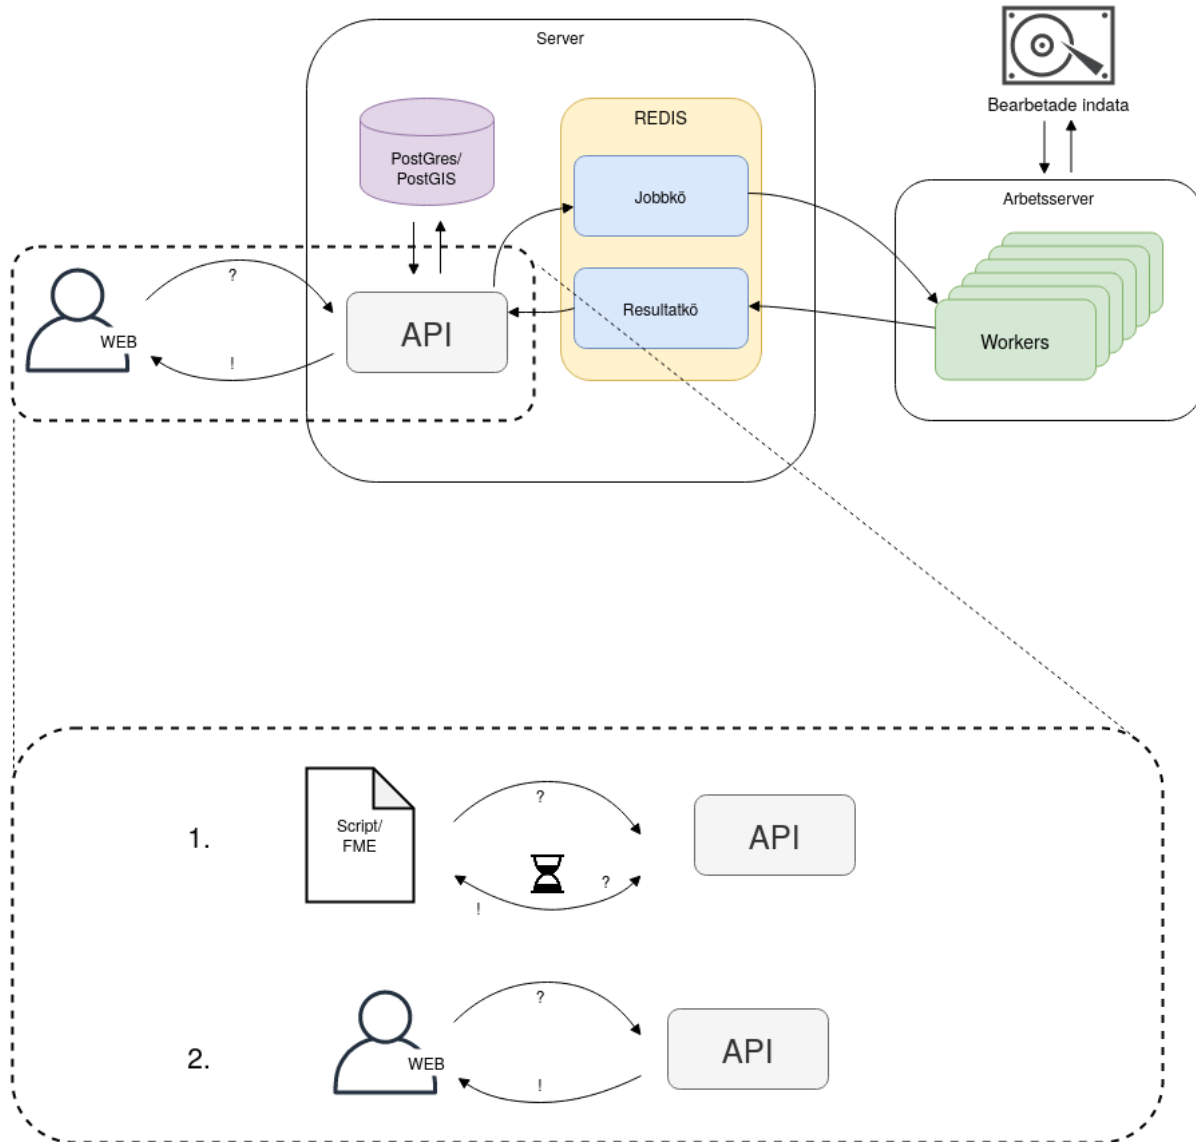 Server
Bearbetade indata
REDIS
PostGres/
PostGIS
Jobbkö
Arbetsserver
?
WEB
API
Resultatkö
Workers
!
1.
Script/
FME
?
?
!
API
2.
WEB
?
!
API